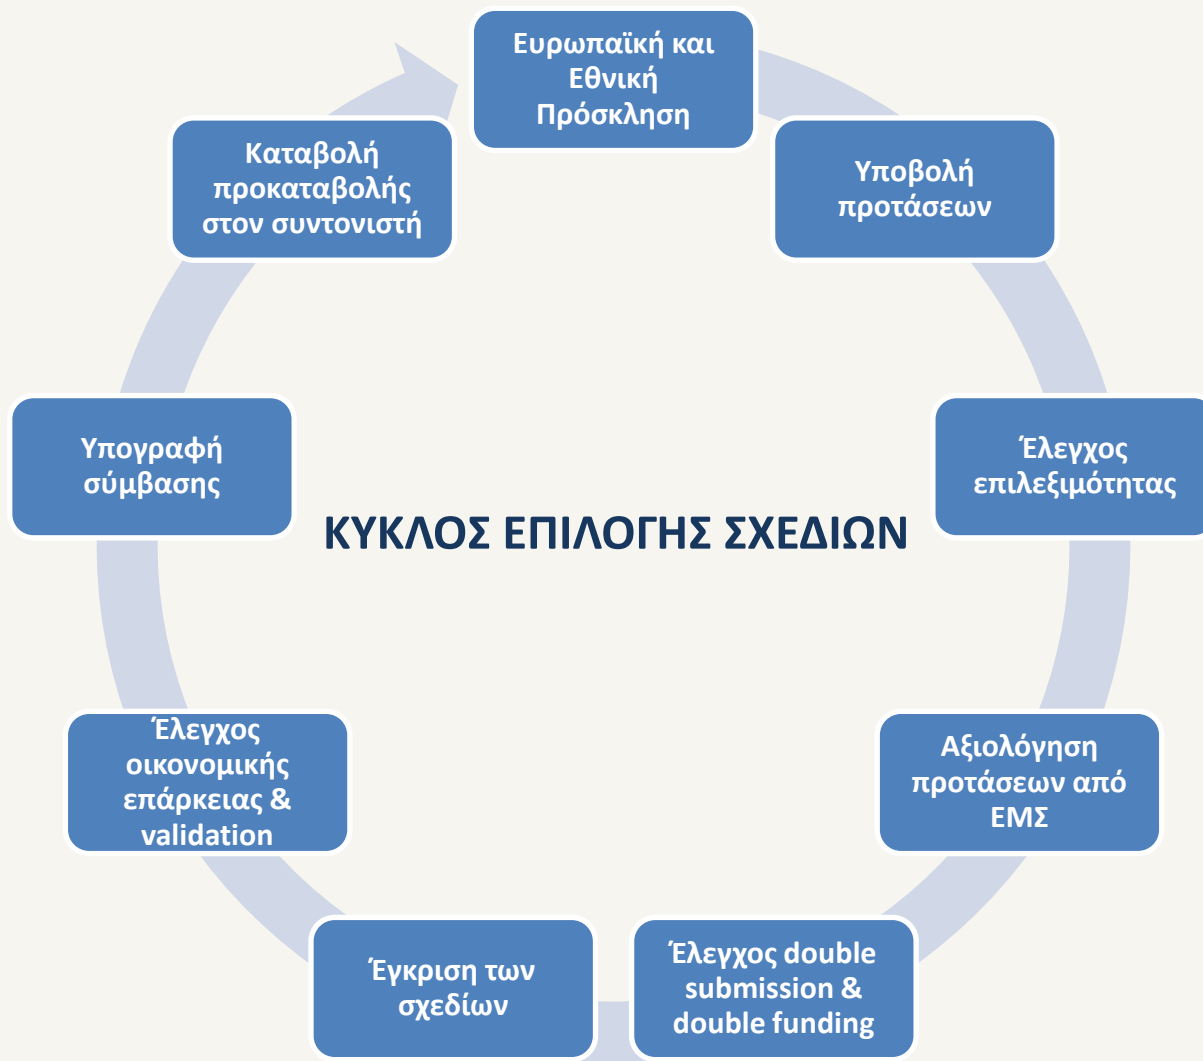 Ευρωπαϊκή και
Εθνική
Πρόσκληση
Υποβολή
προτάσεων
Έλεγχος
επιλεξιμότητας
Αξιολόγηση
προτάσεων από
ΕΜΣ
Έλεγχος double
submission &
double funding
Έγκριση των
σχεδίων
Έλεγχος
οικονομικής
επάρκειας &
validation
Υπογραφή
σύμβασης
Καταβολή
προκαταβολής
στον συντονιστή
ΚΥΚΛΟΣ ΕΠΙΛΟΓΗΣ ΣΧΕΔΙΩΝ